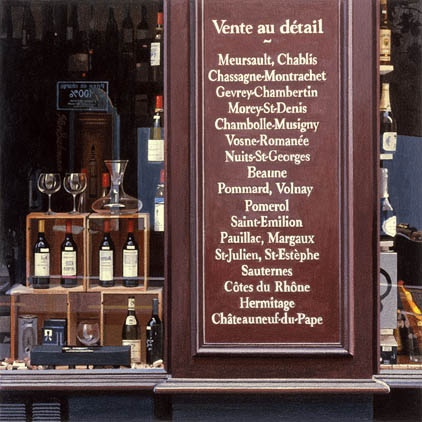 Vente au détail
~
Meursault, Chablis
Chassagne-Montrachet
Gevrey-Chambertin
Morey-St-Denis
Chambolle-Musigny
Vosne-Romanée
Nuits-St-Georges
Beaune
Pommard, Volnay
Pomerol
Saint-Emilion
Pauillac, Margaux
St-Julien, St-Estèphe
Sauternes
Côtes du Rhône
Hermitage
Châteauneuf-du-Pape